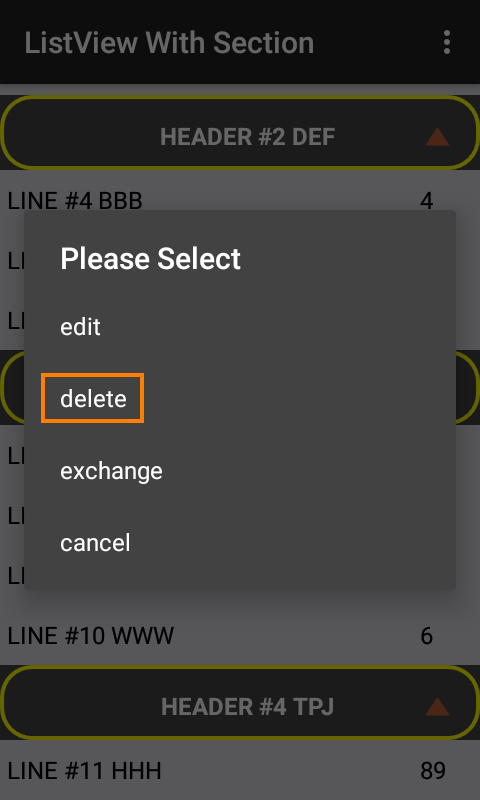 ListView With Section
HEADER #2 DEF
LINE #4 BBB 4
LI
LI
Please Select
edit
delete
exchange
cancel
LI
LI
LI
LINE #10 WWW 6
HEADER #4 TPJ
LINE #11 HHH 89